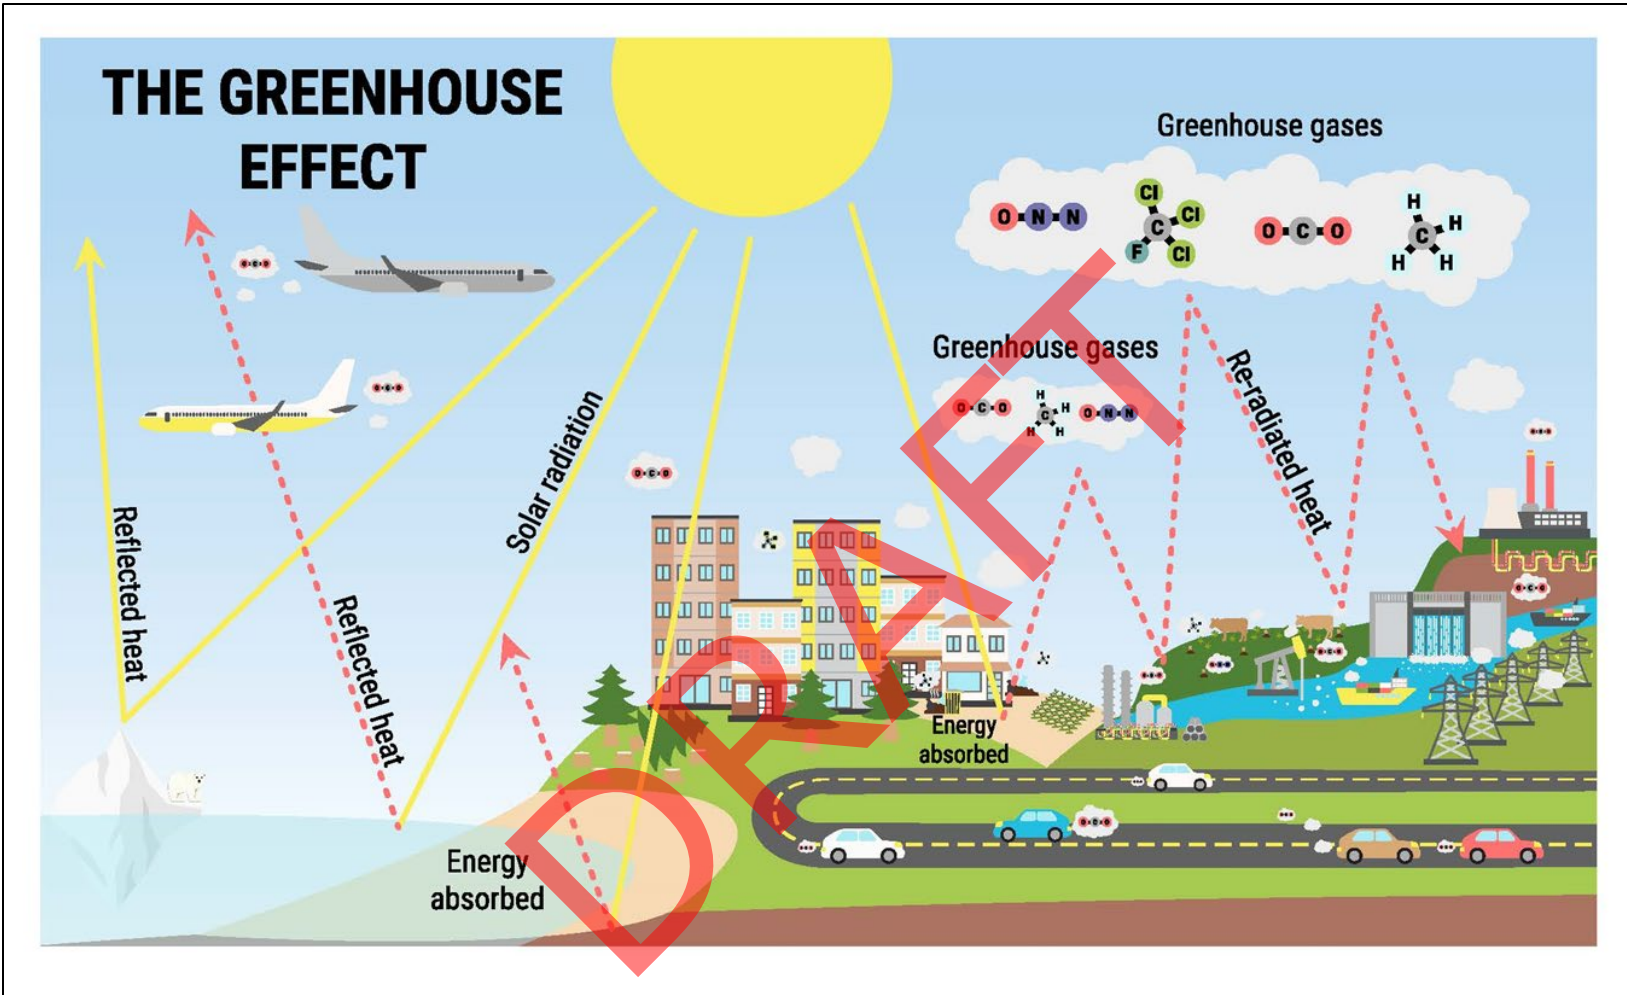 THE GREENHOUSE
EFFECT
Greenhouse gases
O N N
Cl
Cl
C
F
Cl
O C O
H
H
C
H H
Greenhouse gases
O C O
H
H
C
H H
O N N
Re-radiated heat
Solar radiation
Reflected heat
Reflected heat
Energy
absorbed
Energy
absorbed
DRAFT